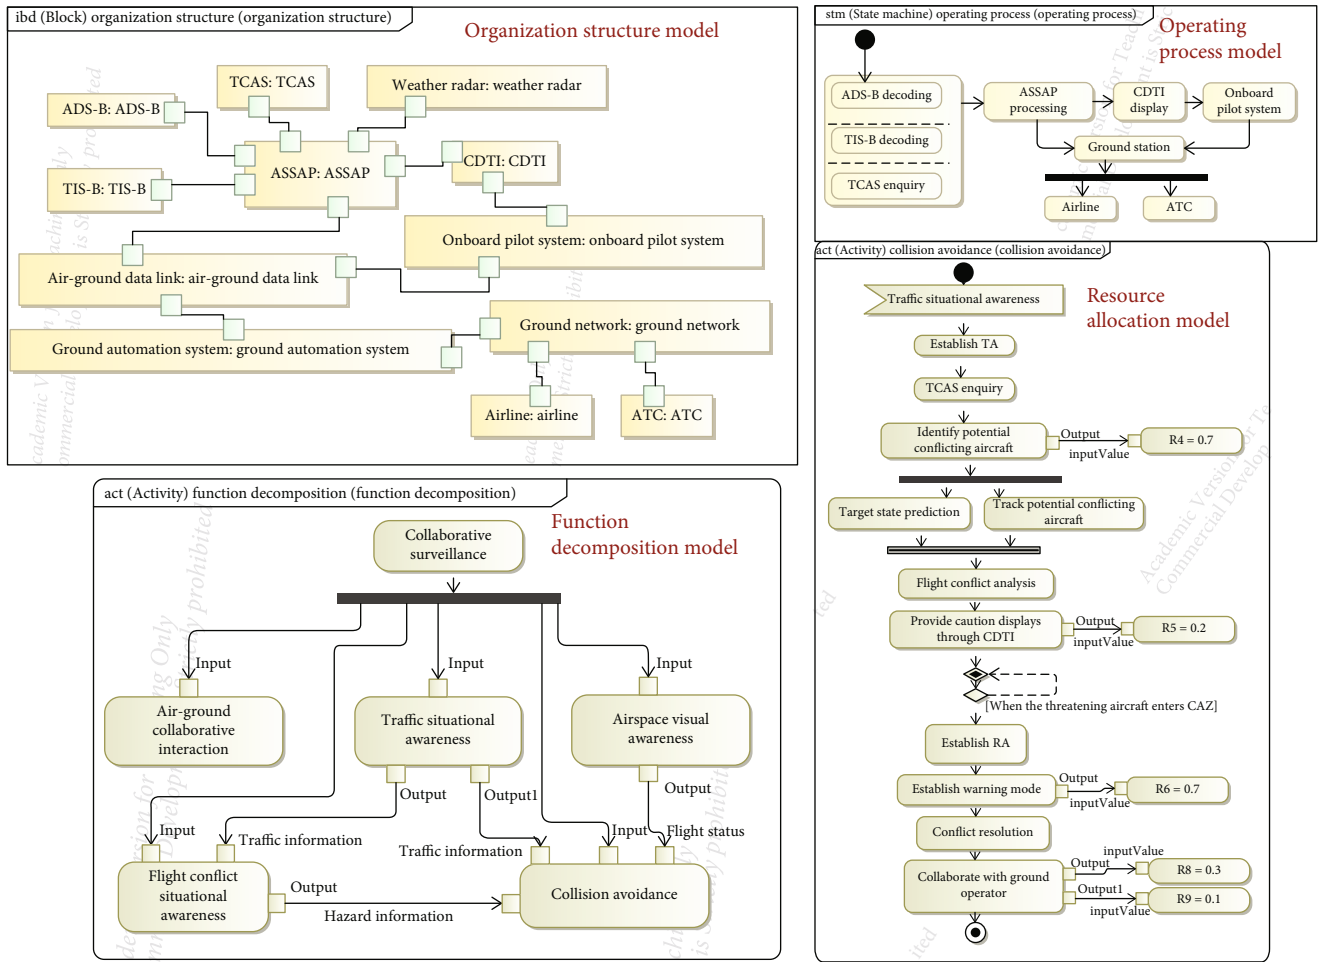 ibd (Block) organization structure (organization structure)
Organization structure model
TCAS: TCAS
Weather radar: weather radar
ADS-B: ADS-B
ASSAP: ASSAP
CDTI: CDTI
TIS-B: TIS-B
Onboard pilot system: onboard pilot system
Air-ground data link: air-ground data link
Ground network: ground network
Ground automation system: ground automation system
Airline: airline
ATC: ATC
stm (State machine) operating process (operating process)
Operating
process model
ADS-B decoding
TIS-B decoding
TCAS enquiry
ASSAP
processing
CDTI
display
Onboard
pilot system
Ground station
Airline
ATC
act (Activity) function decomposition (function decomposition)
Function
decomposition model
Collaborative
surveillance
Input
Input
Input
Air-ground
collaborative
interaction
Traffic situational
awareness
Airspace visual
awareness
Output
Output1
Output
Input
Traffic information
Traffic information
Input
Flight status
Flight conflict
situational
awareness
Output
Hazard information
Collision avoidance
act (Activity) collision avoidance (collision avoidance)
Resource
allocation model
Traffic situational awareness
Establish TA
TCAS enquiry
Identify potential
conflicting aircraft
Output
inputValue
R4 = 0.7
Target state prediction
Track potential conflicting
aircraft
Flight conflict analysis
Provide caution displays
through CDTI
Output
inputValue
R5 = 0.2
[When the threatening aircraft enters CAZ]
Establish RA
Establish warning mode
Output
inputValue
R6 = 0.7
Conflict resolution
Collaborate with ground
operator
Output
inputValue
R8 = 0.3
Output1
inputValue
R9 = 0.1
Academic Version for Te
Commercial Develop